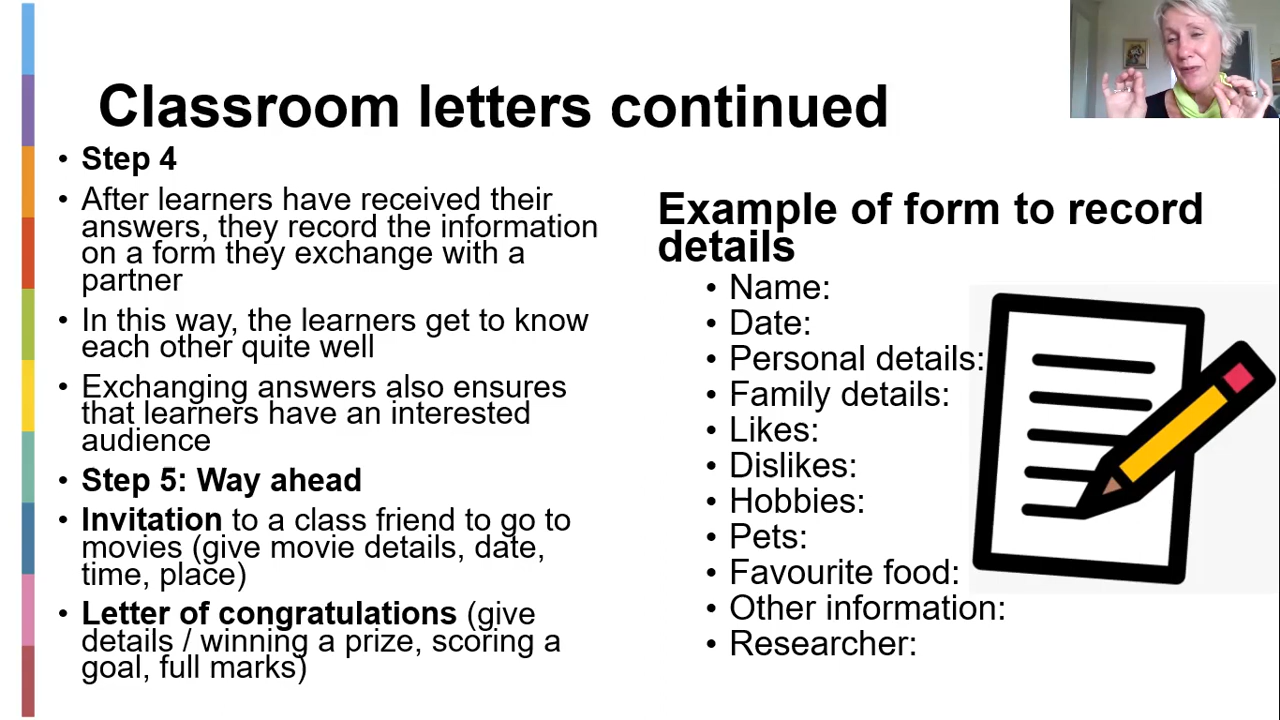 Classroom letters continued
• Step 4
• After learners have received their
answers, they record the information
on a form they exchange with a
partner
• In this way, the learners get to know
each other quite well
• Exchanging answers also ensures
that learners have an interested
audience
• Step 5: Way ahead
• Invitation to a class friend to go to
movies (give movie details, date,
time, place)
• Letter of congratulations (give
details / winning a prize, scoring a
goal, full marks)
Example of form to record
details
• Name:
• Date:
• Personal details:
• Family details:
• Likes:
• Dislikes:
• Hobbies:
• Pets:
• Favourite food:
• Other information:
• Researcher: